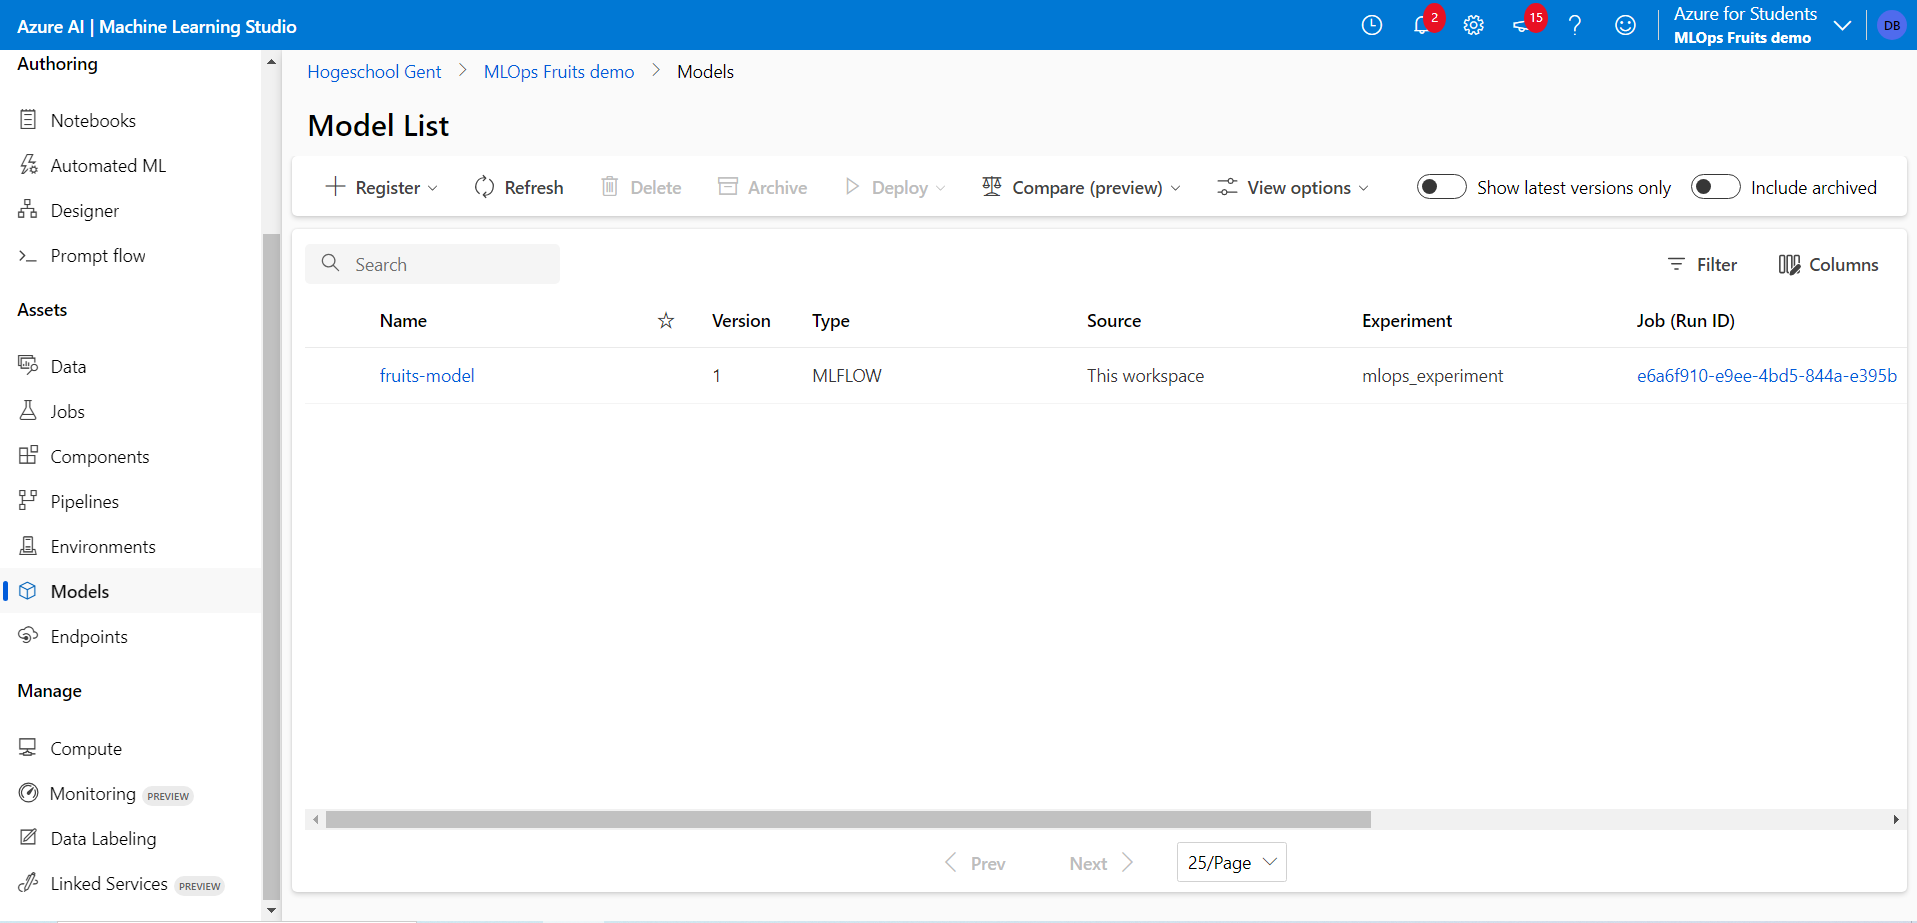 Azure AI | Machine Learning Studio
2
15
?
Azure for Students
MLOps Fruits demo
DB
Authoring
Notebooks
Automated ML
Designer
Prompt flow
Assets
Data
Jobs
Components
Pipelines
Environments
Models
Endpoints
Manage
Compute
Monitoring PREVIEW
Data Labeling
Linked Services PREVIEW
Hogeschool Gent > MLOps Fruits demo > Models
Model List
Register
Refresh
Delete
Archive
Deploy
Compare (preview)
View options
Show latest versions only
Include archived
Search
Filter
Columns
Name Version Type Source Experiment Job (Run ID)
fruits-model 1 MLFLOW This workspace mlops_experiment e6a6f910-e9ee-4bd5-844a-e395b
Prev
Next
25/Page